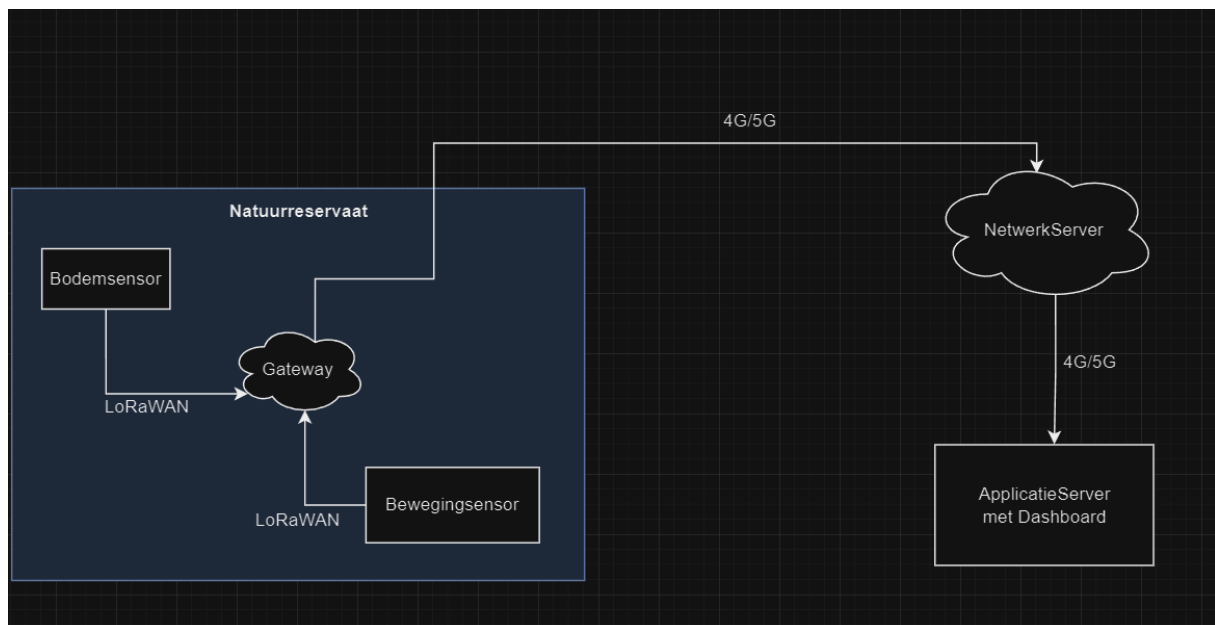 4G/5G
Natuurreservaat
NetwerkServer
Bodemsensor
Gateway
4G/5G
LoRaWAN
Bewegingsensor
LoRaWAN
ApplicatieServer
met Dashboard